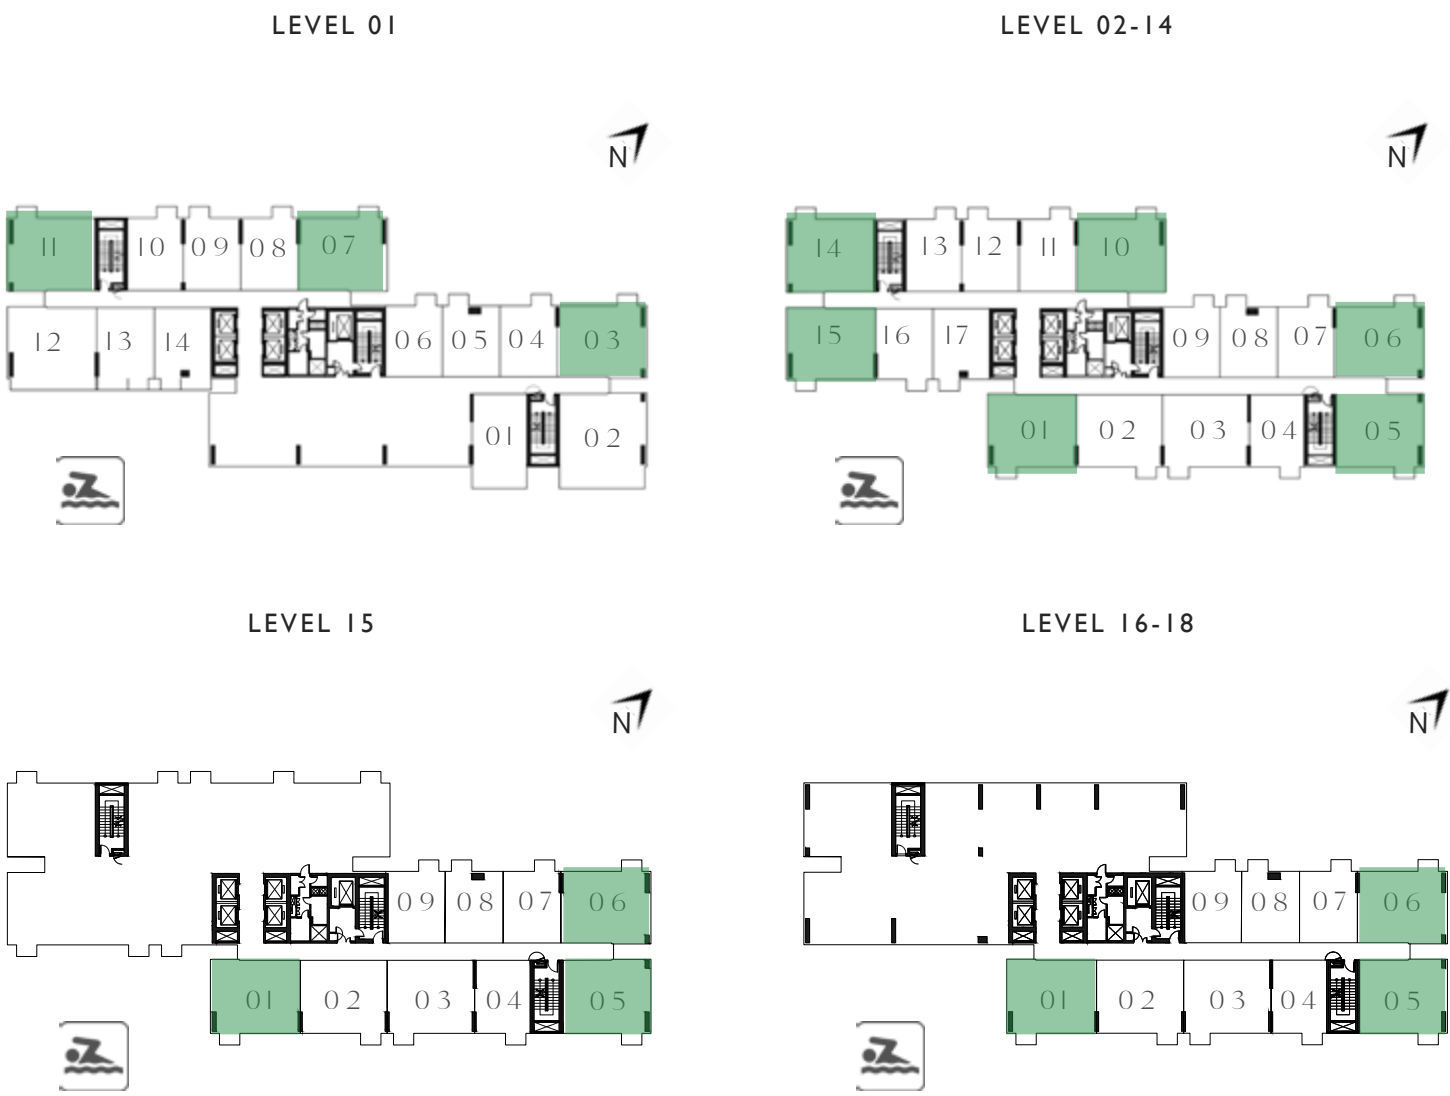 LEVEL 01
N
11 10 09 08 07
12 13 14 06 05 04 03
01 02
LEVEL 02-14
N
14 13 12 11 10
15 16 17 09 08 07 06
01 02 03 04 05
LEVEL 15
N
09 08 07 06
01 02 03 04 05
LEVEL 16-18
N
09 08 07 06
01 02 03 04 05